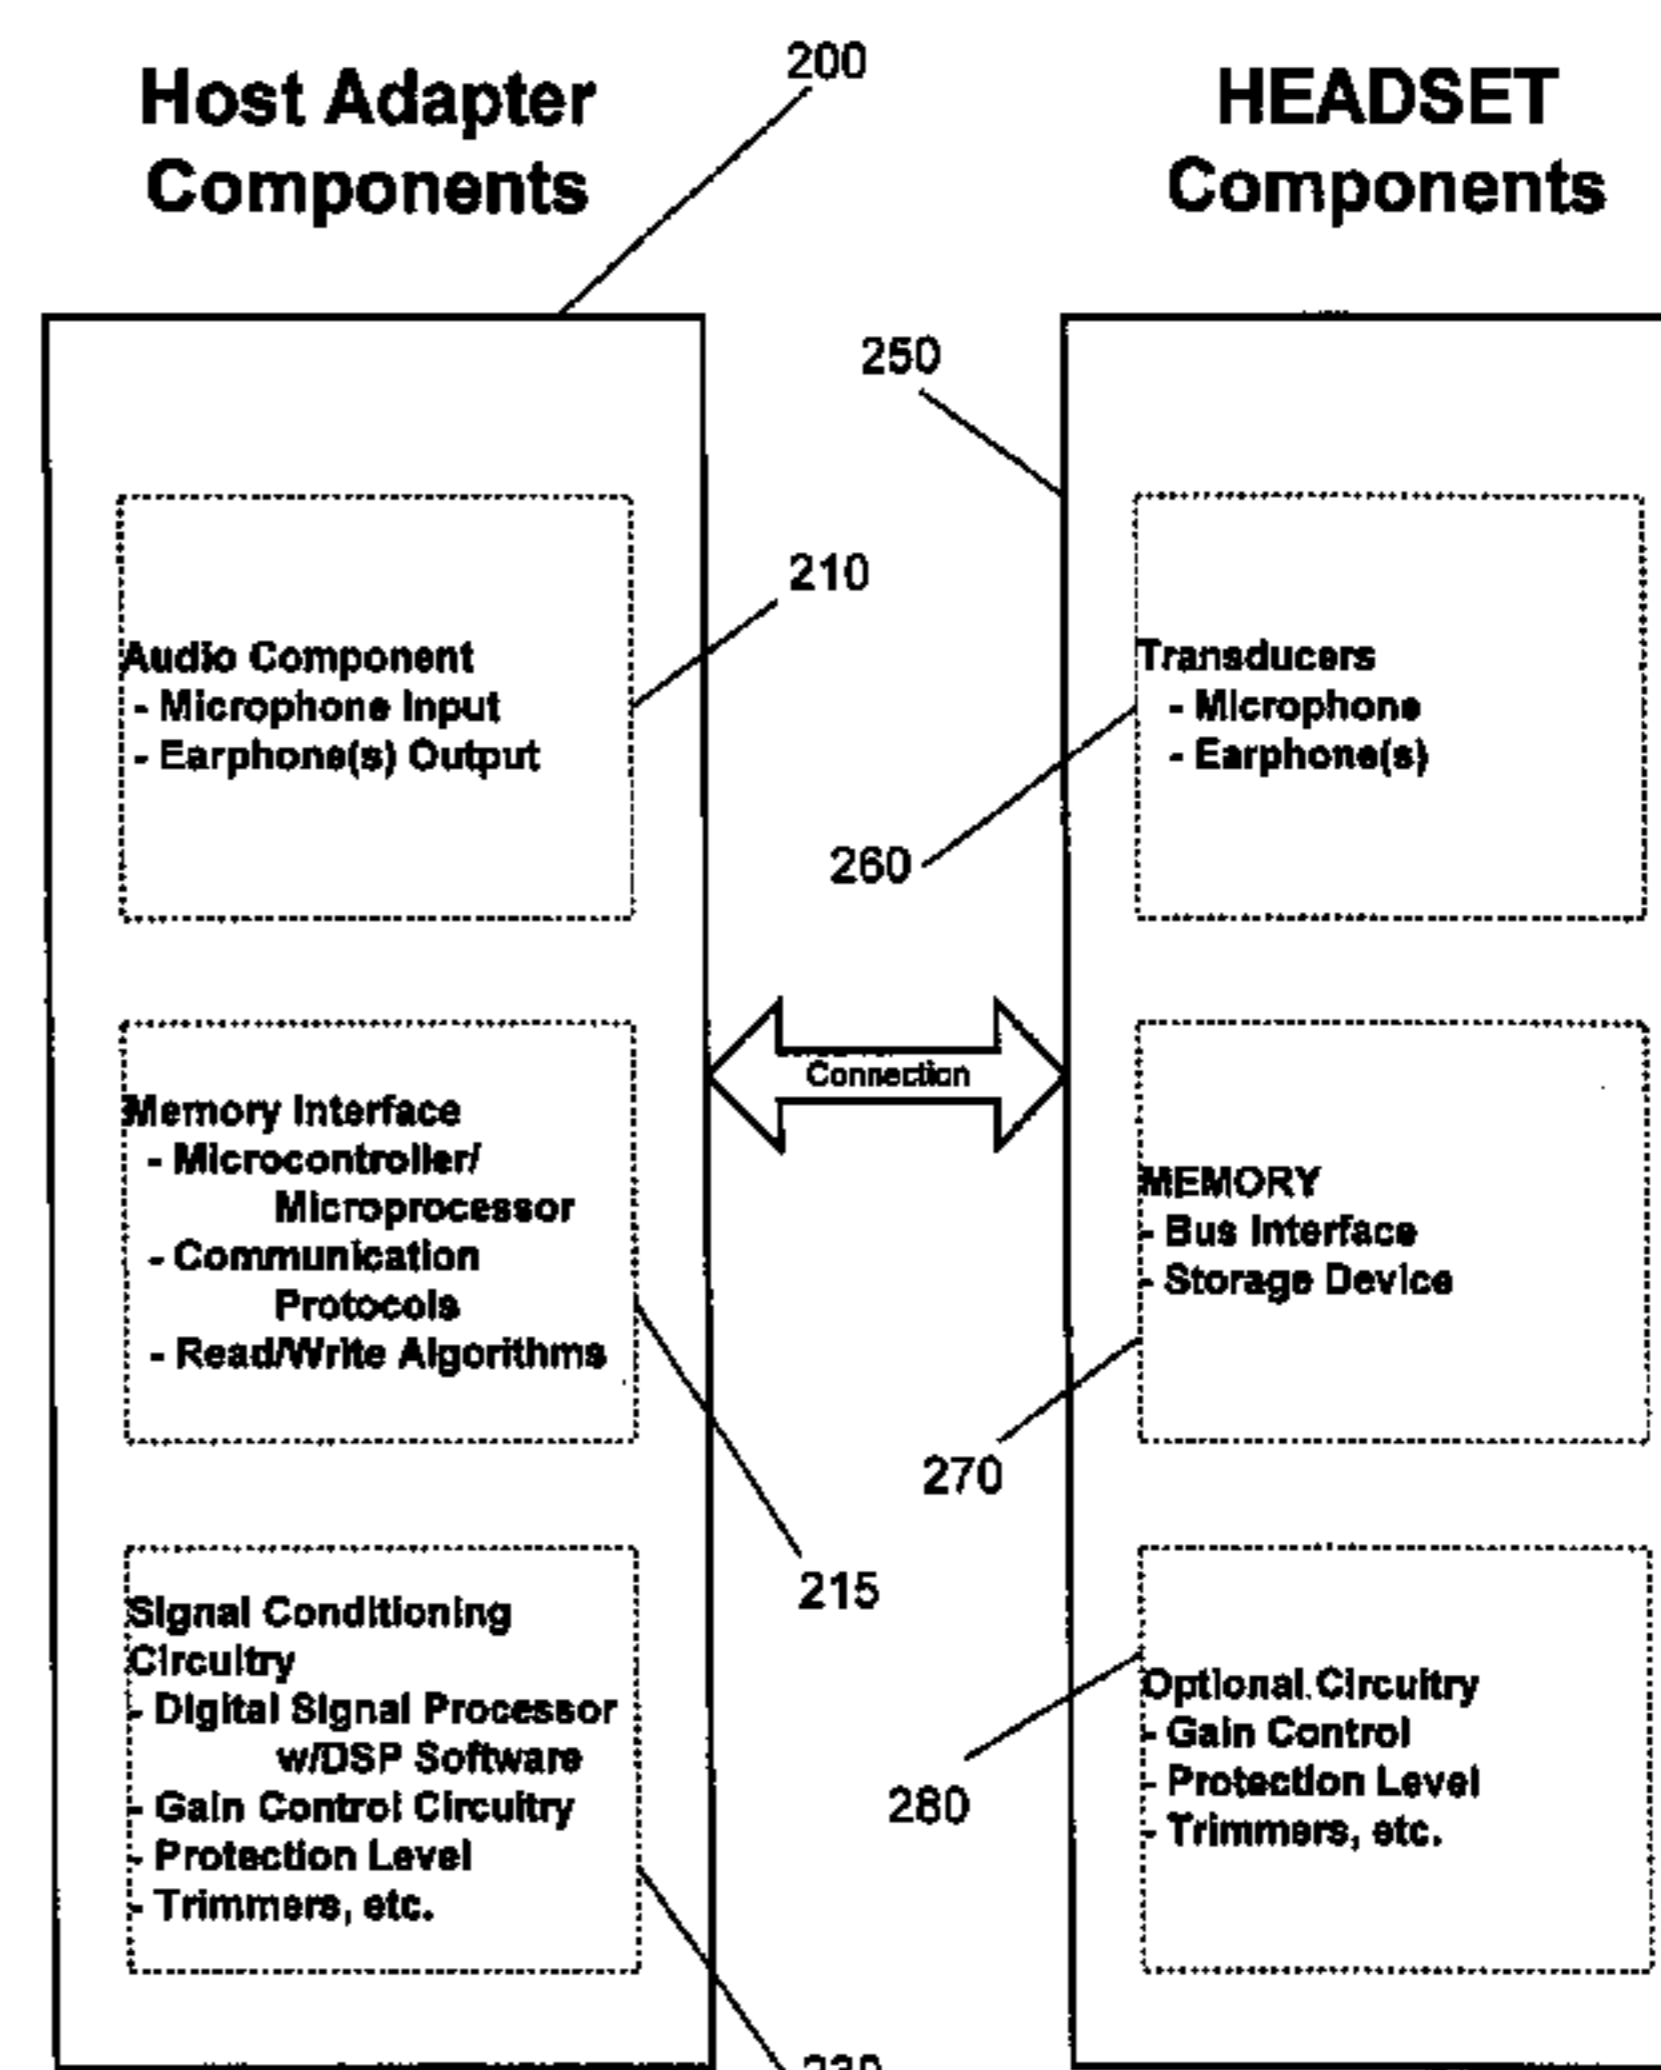 200
Host Adapter
Components
HEADSET
Components
250
210
Audio Component
- Microphone Input
- Earphone(s) Output
Transducers
- Microphone
- Earphone(s)
260
Connection
Memory Interface
- Microcontroller/
Microprocessor
- Communication
Protocols
- Read/Write Algorithms
MEMORY
- Bus Interface
- Storage Device
270
215
Signal Conditioning
Circuitry
- Digital Signal Processor
w/DSP Software
- Gain Control Circuitry
- Protection Level
- Trimmers, etc.
Optional Circuitry
- Gain Control
- Protection Level
- Trimmers, etc.
280